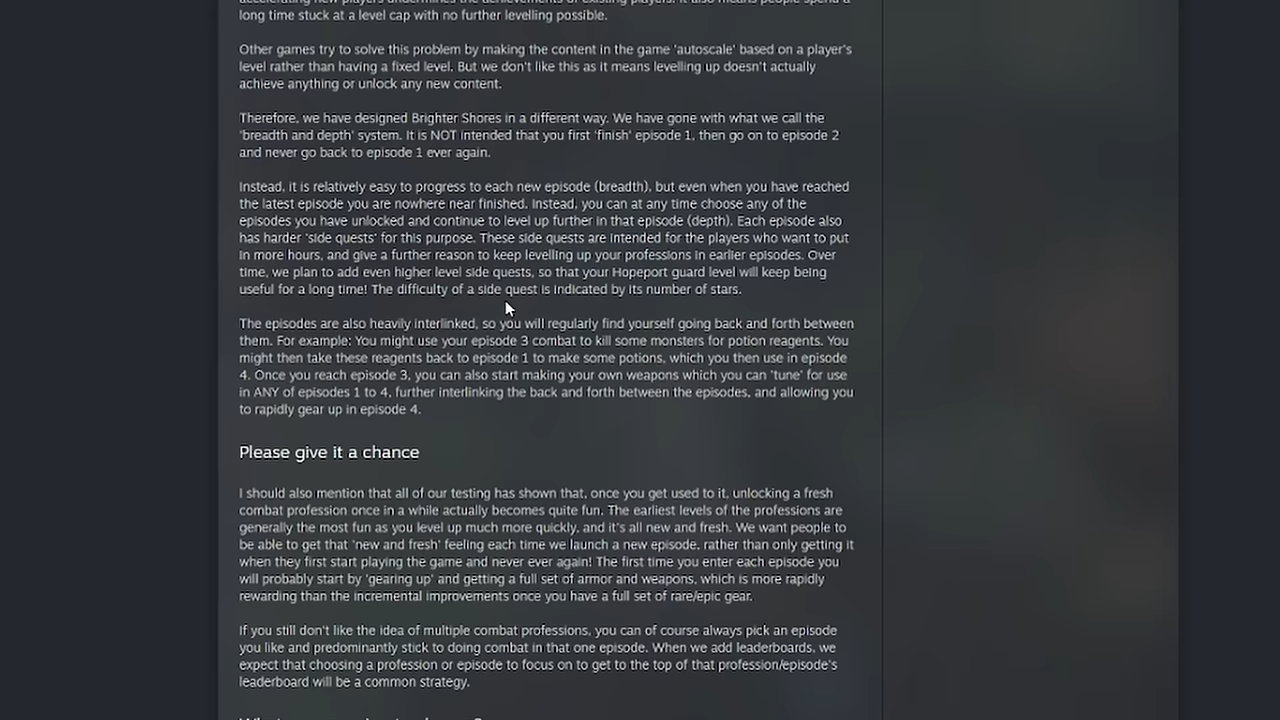 long time stuck at a level cap with no further levelling possible.
Other games try to solve this problem by making the content in the game 'autoscale' based on a player's
level rather than having a fixed level. But we don't like this as it means levelling up doesn't actually
achieve anything or unlock any new content.
Therefore, we have designed Brighter Shores in a different way. We have gone with what we call the
'breadth and depth' system. It is NOT intended that you first 'finish' episode 1, then go on to episode 2
and never go back to episode 1 ever again.
Instead, it is relatively easy to progress to each new episode (breadth), but even when you have reached
the latest episode you are nowhere near finished. Instead, you can at any time choose any of the
episodes you have unlocked and continue to level up further in that episode (depth). Each episode also
has harder 'side quests' for this purpose. These side quests are intended for the players who want to put
in more hours, and give a further reason to keep levelling up your professions in earlier episodes. Over
time, we plan to add even higher level side quests, so that your Hopeport guard level will keep being
useful for a long time! The difficulty of a side quest is indicated by its number of stars.
The episodes are also heavily interlinked, so you will regularly find yourself going back and forth between
them. For example: You might use your episode 3 combat to kill some monsters for potion reagents. You
might then take these reagents back to episode 1 to make some potions, which you then use in episode
4. Once you reach episode 3, you can also start making your own weapons which you can 'tune' for use
in ANY of episodes 1 to 4, further interlinking the back and forth between the episodes, and allowing you
to rapidly gear up in episode 4.
Please give it a chance
I should also mention that all of our testing has shown that, once you get used to it, unlocking a fresh
combat profession once in a while actually becomes quite fun. The earliest levels of the professions are
generally the most fun as you level up much more quickly, and it's all new and fresh. We want people to
be able to get that 'new and fresh' feeling each time we launch a new episode, rather than only getting it
when they first start playing the game and never ever again! The first time you enter each episode you
will probably start by 'gearing up' and getting a full set of armor and weapons, which is more rapidly
rewarding than the incremental improvements once you have a full set of rare/epic gear.
If you still don't like the idea of multiple combat professions, you can of course always pick an episode
you like and predominantly stick to doing combat in that one episode. When we add leaderboards, we
expect that choosing a profession or episode to focus on to get to the top of that profession/episode's
leaderboard will be a common strategy.